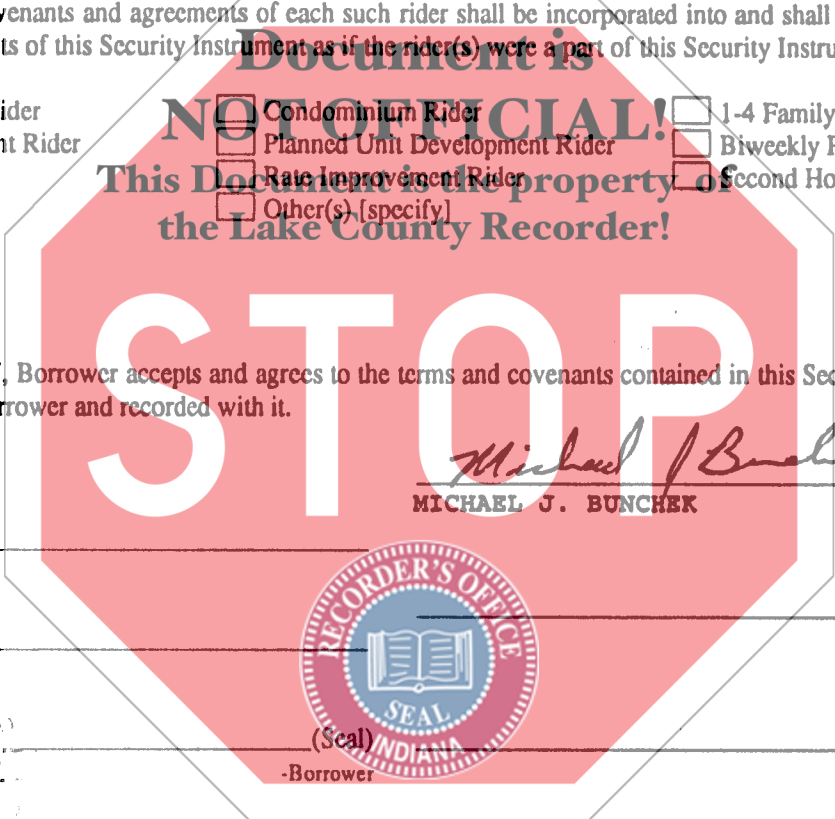 venants and agreements of each such rider shall be incorporated into and shall
ts of this Security Instrument as if the rider(s) were a part of this Security Instru
Document is
ider Condominium Rider 1-4 Family
NOT OFFICIAL!
nt Rider Planned Unit Development Rider Biweekly P
This Document is the property of
Rate Improvement Rider Second Ho
Other(s) [specify]
the Lake County Recorder!
STOP
, Borrower accepts and agrees to the terms and covenants contained in this Sec
rrower and recorded with it.
Michael J Bunche
MICHAEL J. BUNCHEK
RECORDER'S OFFICE
SEAL
INDIANA
(Seal)
-Borrower